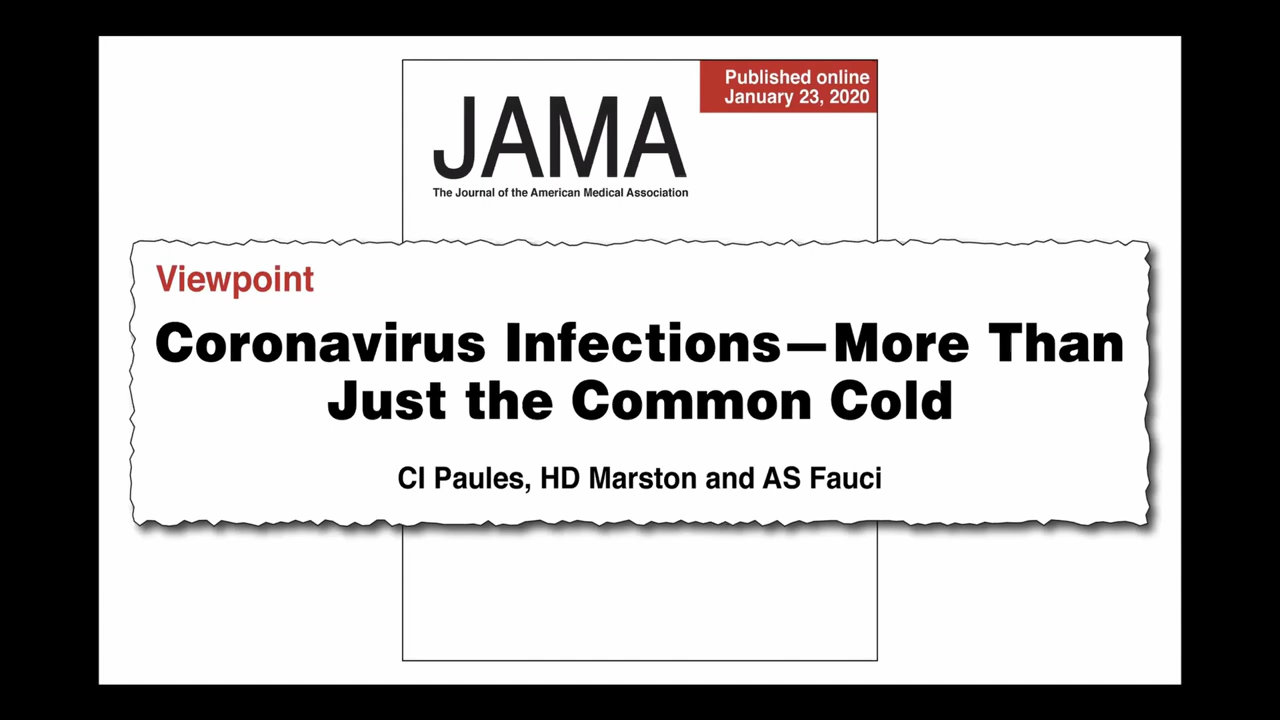 Published online
January 23, 2020
JAMA
The Journal of the American Medical Association
Viewpoint
Coronavirus Infections—More Than
Just the Common Cold
CI Paules, HD Marston and AS Fauci